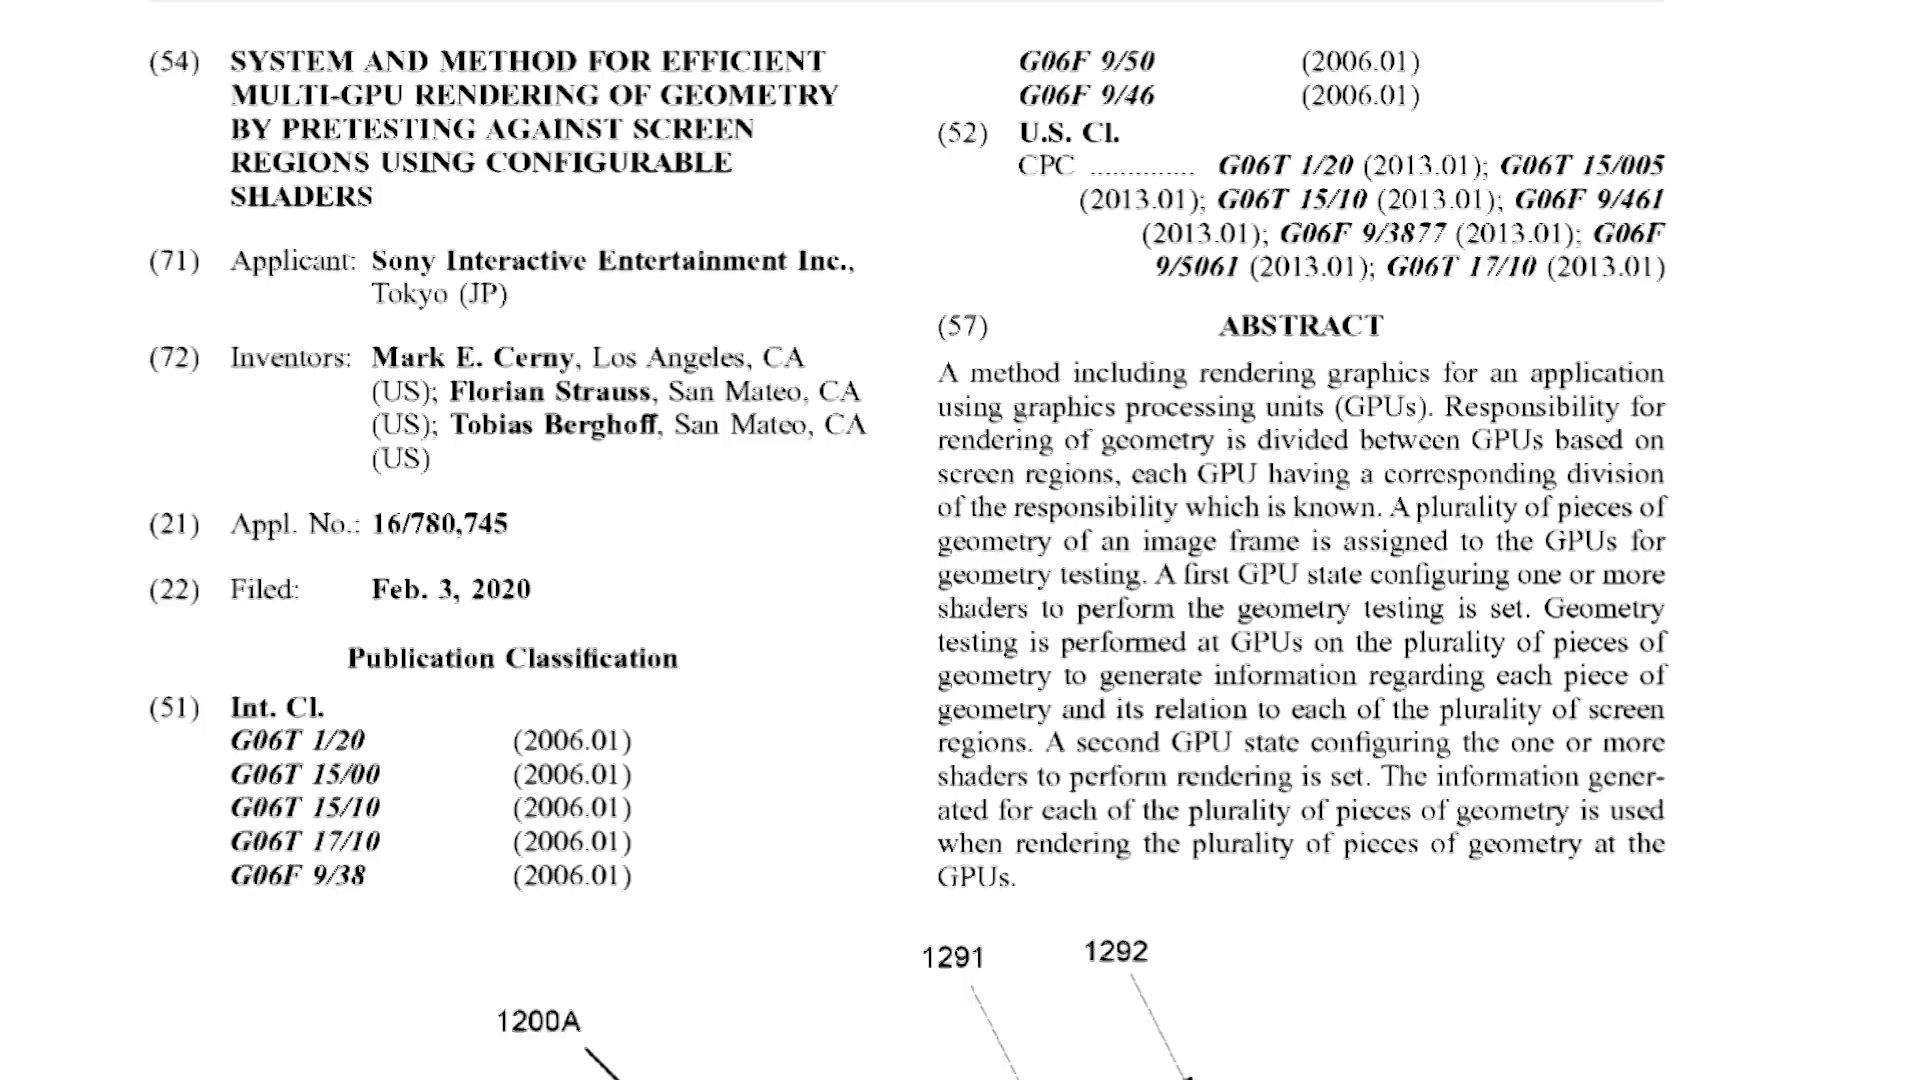 (54) SYSTEM AND METHOD FOR EFFICIENT
MULTI-GPU RENDERING OF GEOMETRY
BY PRETESTING AGAINST SCREEN
REGIONS USING CONFIGURABLE
SHADERS
(71) Applicant: Sony Interactive Entertainment Inc.,
Tokyo (JP)
(72) Inventors: Mark E. Cerny, Los Angeles, CA
(US); Florian Strauss, San Mateo, CA
(US); Tobias Berghoff, San Mateo, CA
(US)
(21) Appl. No.: 16/780,745
(22) Filed: Feb. 3, 2020
Publication Classification
(51) Int. Cl.
G06T 1/20 (2006.01)
G06T 15/00 (2006.01)
G06T 15/10 (2006.01)
G06T 17/10 (2006.01)
G06F 9/38 (2006.01)
G06F 9/50 (2006.01)
G06F 9/46 (2006.01)
(52) U.S. Cl.
CPC .............. G06T 1/20 (2013.01); G06T 15/005
(2013.01); G06T 15/10 (2013.01); G06F 9/461
(2013.01); G06F 9/3877 (2013.01); G06F
9/5061 (2013.01); G06T 17/10 (2013.01)
(57) ABSTRACT
A method including rendering graphics for an application
using graphics processing units (GPUs). Responsibility for
rendering of geometry is divided between GPUs based on
screen regions, each GPU having a corresponding division
of the responsibility which is known. A plurality of pieces of
geometry of an image frame is assigned to the GPUs for
geometry testing. A first GPU state configuring one or more
shaders to perform the geometry testing is set. Geometry
testing is performed at GPUs on the plurality of pieces of
geometry to generate information regarding each piece of
geometry and its relation to each of the plurality of screen
regions. A second GPU state configuring the one or more
shaders to perform rendering is set. The information gener-
ated for each of the plurality of pieces of geometry is used
when rendering the plurality of pieces of geometry at the
GPUs.
1291
1292
1200A